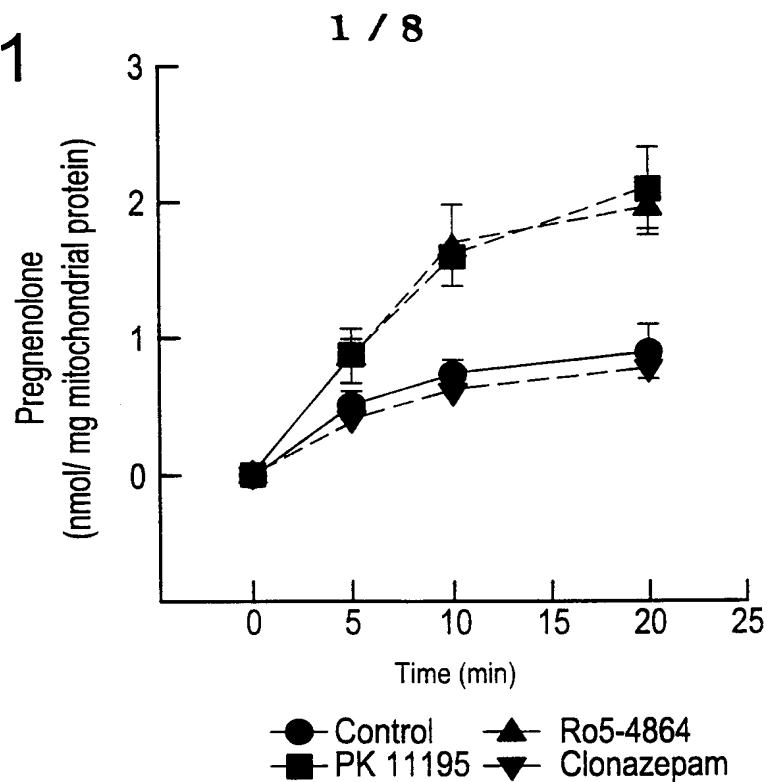 1 / 8
1
3
2
1
0
Pregnenolone
(nmol/ mg mitochondrial protein)
0 5 10 15 20 25
Time (min)
Control Ro5-4864
PK 11195 Clonazepam